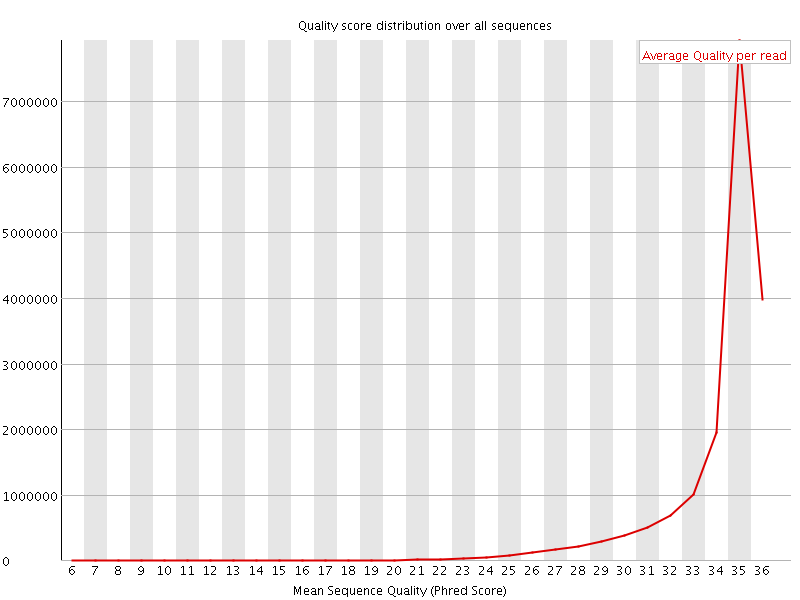 Quality score distribution over all sequences
Average Quality per read
7000000
6000000
5000000
4000000
3000000
2000000
1000000
0
6 7 8 9 10 11 12 13 14 15 16 17 18 19 20 21 22 23 24 25 26 27 28 29 30 31 32 33 34 35 36
Mean Sequence Quality (Phred Score)